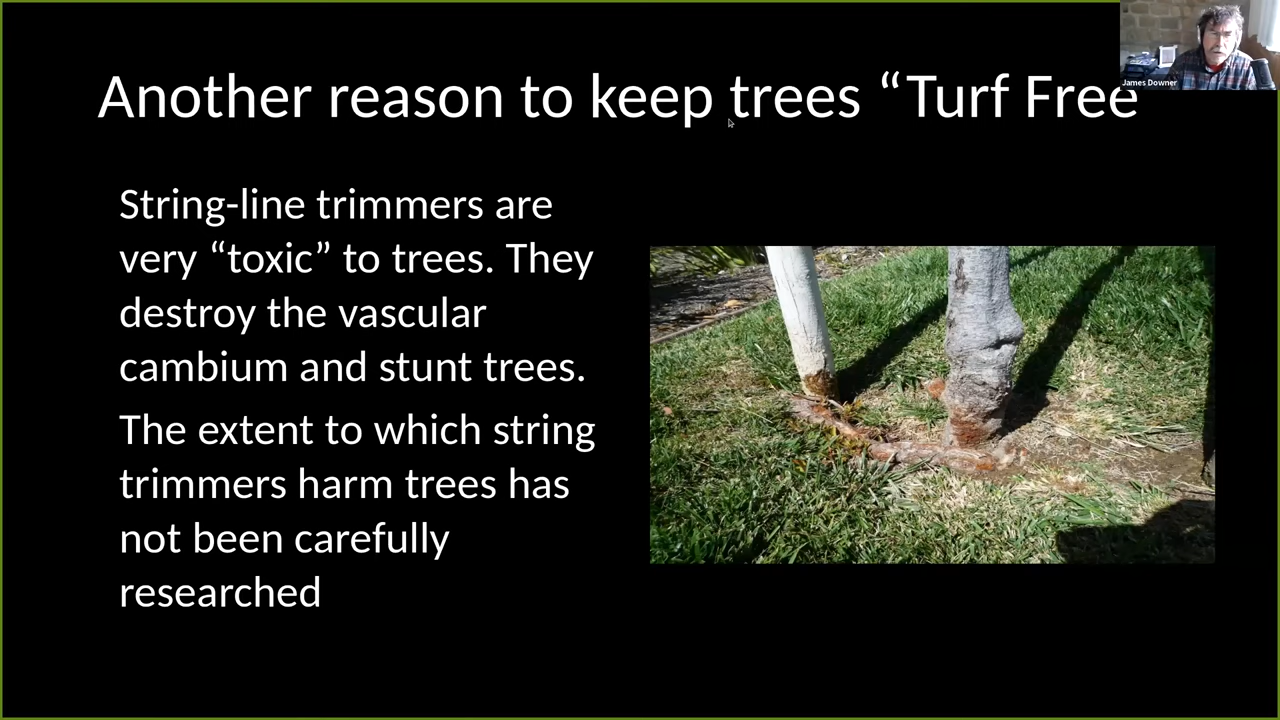 Another reason to keep trees “Turf Free
James Downer
String-line trimmers are
very “toxic” to trees. They
destroy the vascular
cambium and stunt trees.
The extent to which string
trimmers harm trees has
not been carefully
researched